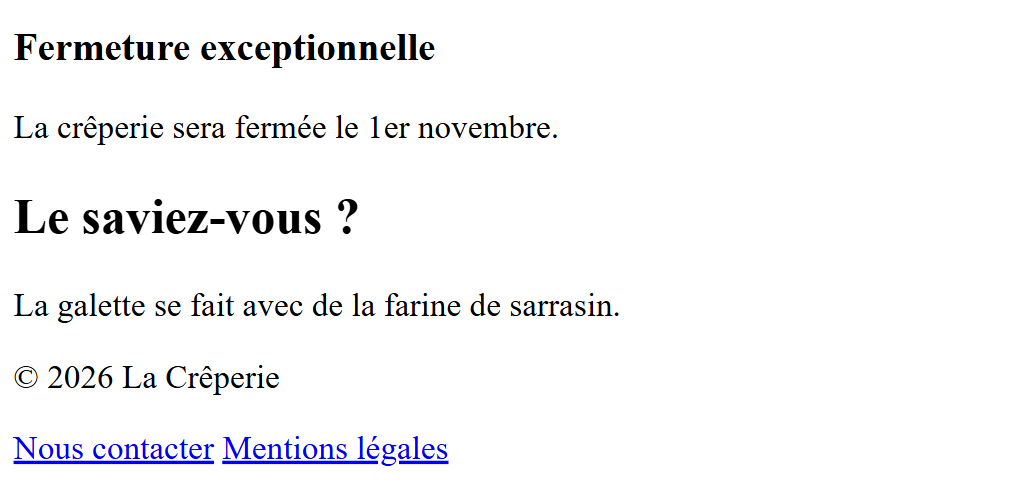 Fermeture exceptionnelle
La crêperie sera fermée le 1er novembre.
Le saviez-vous ?
La galette se fait avec de la farine de sarrasin.
© 2026 La Crêperie
Nous contacter Mentions légales